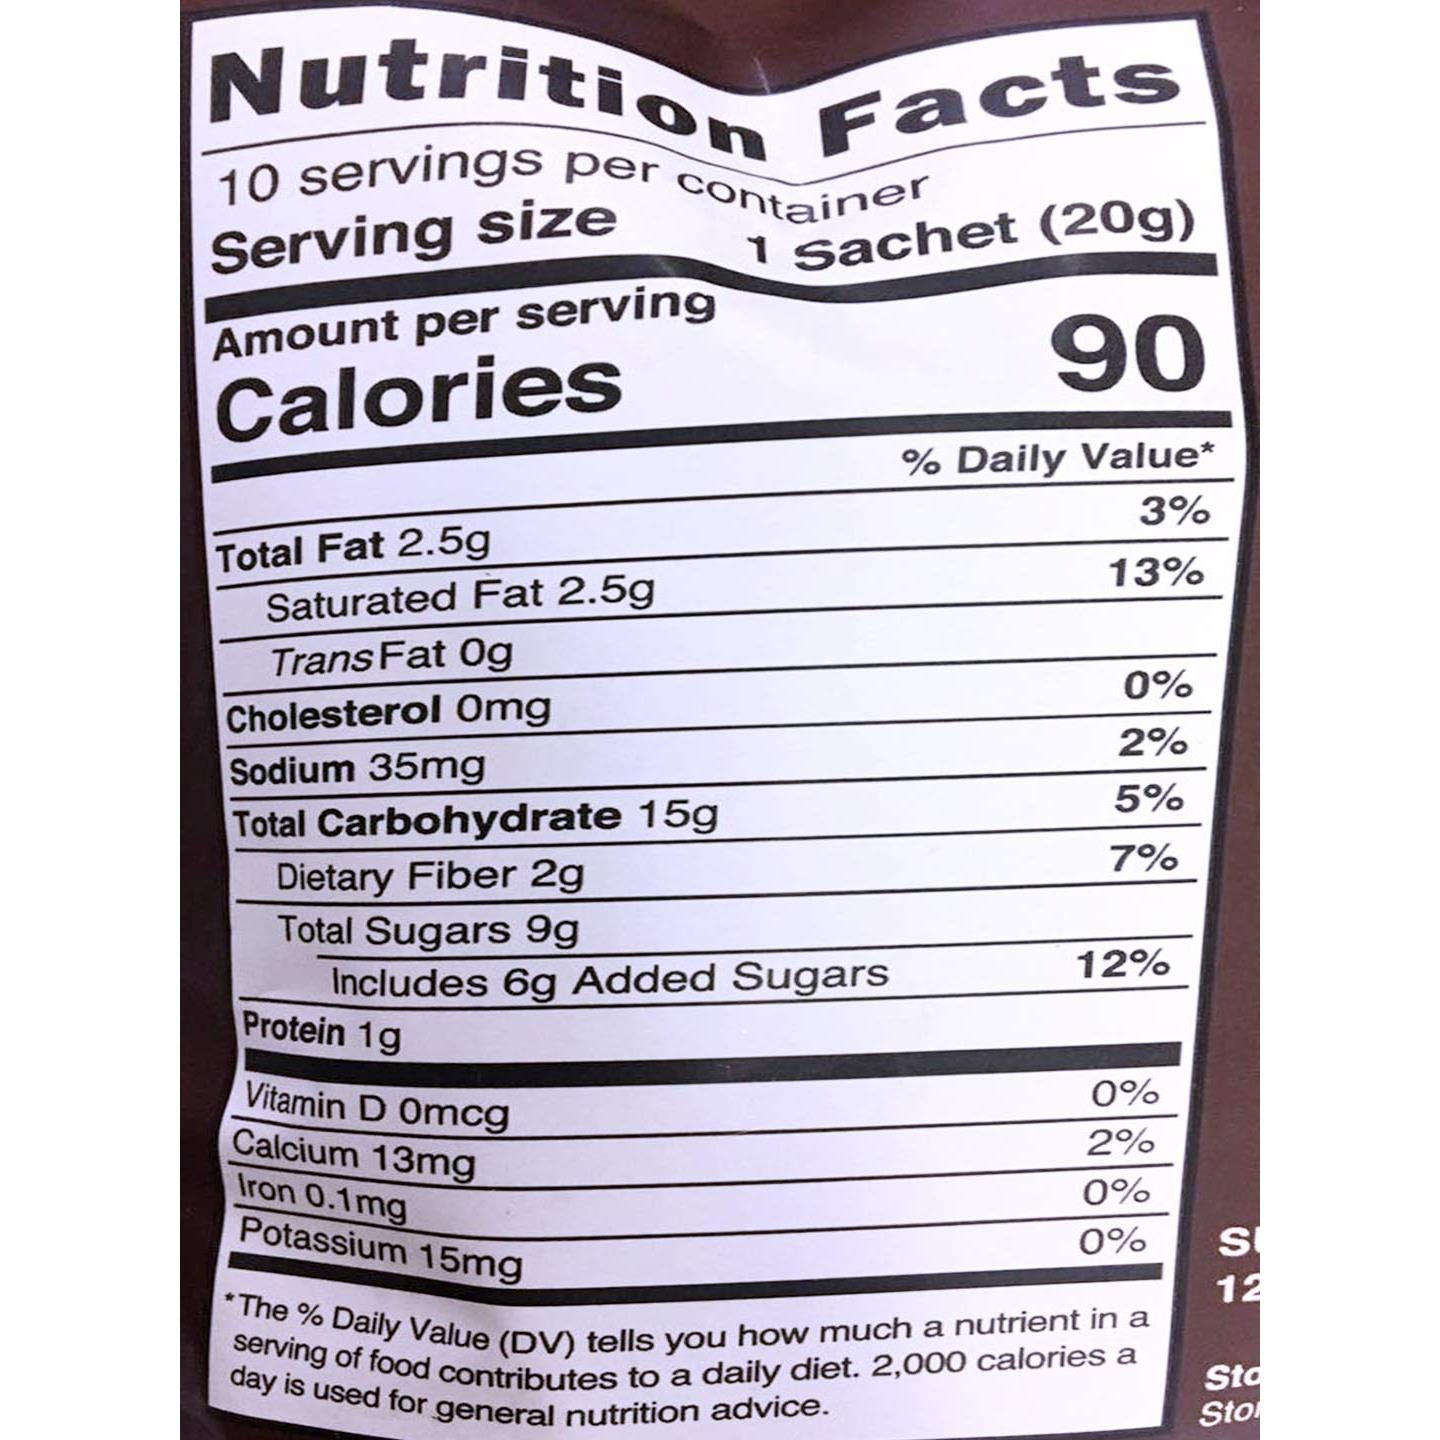 Nutrition Facts
10 servings per container
Serving size 1 Sachet (20g)
Amount per serving
Calories 90
% Daily Value*
Total Fat 2.5g 3%
Saturated Fat 2.5g 13%
Trans Fat 0g
Cholesterol 0mg 0%
Sodium 35mg 2%
Total Carbohydrate 15g 5%
Dietary Fiber 2g 7%
Total Sugars 9g
Includes 6g Added Sugars 12%
Protein 1g
Vitamin D 0mcg 0%
Calcium 13mg 2%
Iron 0.1mg 0%
Potassium 15mg 0%
*The % Daily Value (DV) tells you how much a nutrient in a
serving of food contributes to a daily diet. 2,000 calories a
day is used for general nutrition advice.
12